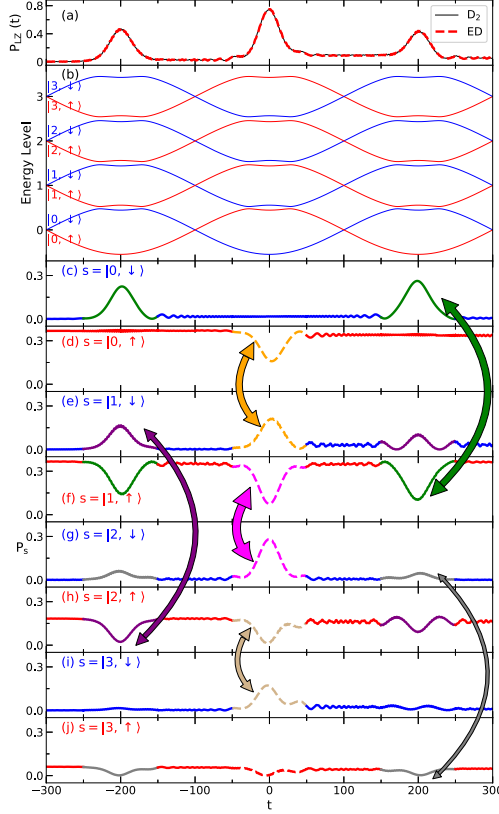 (a)
D₂
ED
P_LZ (t)
0.8
0.4
0.0
(b)
|3, ↓⟩
3
|3, ↑⟩
|2, ↓⟩
2
|2, ↑⟩
|1, ↓⟩
1
|1, ↑⟩
|0, ↓⟩
0
|0, ↑⟩
Energy Level
(c) s = |0, ↓⟩
0.3
0.0
(d) s = |0, ↑⟩
0.3
0.0
(e) s = |1, ↓⟩
0.3
0.0
0.3
(f) s = |1, ↑⟩
0.0
(g) s = |2, ↓⟩
P_s
0.3
0.0
(h) s = |2, ↑⟩
0.3
0.0
(i) s = |3, ↓⟩
0.3
0.0
(j) s = |3, ↑⟩
0.3
0.0
−300 −200 −100 0 100 200 300
t